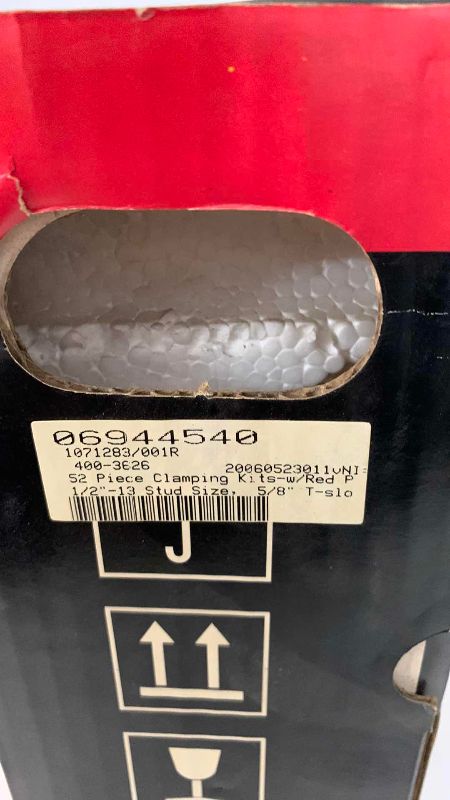 06944540
1071283/001R
400-3626 20060523011vNI
52 Piece Clamping Kits-w/Red P
1/2"-13 Stud Size, 5/8" T-slo
J